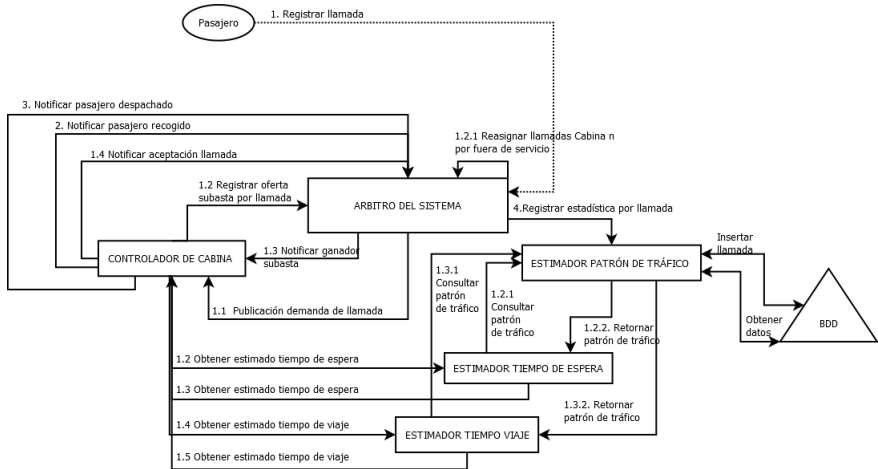 Pasajero
1. Registrar llamada
3. Notificar pasajero despachado
2. Notificar pasajero recogido
1.4 Notificar aceptación llamada
1.2.1 Reasignar llamadas Cabina n
por fuera de servicio
1.2 Registrar oferta
subasta por llamada
ARBITRO DEL SISTEMA
4.Registrar estadística por llamada
CONTROLADOR DE CABINA
1.3 Notificar ganador
subasta
ESTIMADOR PATRÓN DE TRÁFICO
Insertar
llamada
1.3.1
Consultar
patrón
de tráfico
1.2.1
Consultar
patrón
de tráfico
1.1 Publicación demanda de llamada
1.2.2. Retornar
patrón de tráfico
Obtener
datos
BDD
1.2 Obtener estimado tiempo de espera
ESTIMADOR TIEMPO DE ESPERA
1.3 Obtener estimado tiempo de espera
1.3.2. Retornar
patrón de tráfico
1.4 Obtener estimado tiempo de viaje
ESTIMADOR TIEMPO VIAJE
1.5 Obtener estimado tiempo de viaje